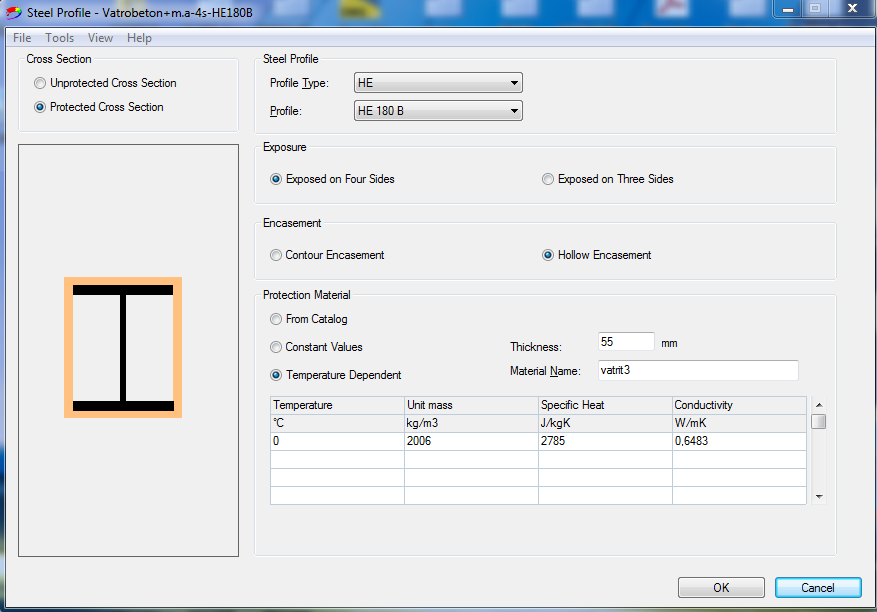 Steel Profile - Vatrobeton+m.a-4s-HE180B
File Tools View Help
Cross Section
Unprotected Cross Section
Protected Cross Section
Steel Profile
Profile Type: HE
Profile: HE 180 B
Exposure
Exposed on Four Sides Exposed on Three Sides
Encasement
Contour Encasement Hollow Encasement
Protection Material
From Catalog
Constant Values
Temperature Dependent
Thickness: 55 mm
Material Name: vatrit3
Temperature Unit mass Specific Heat Conductivity
°C kg/m3 J/kgK W/mK
0 2006 2785 0,6483
OK Cancel